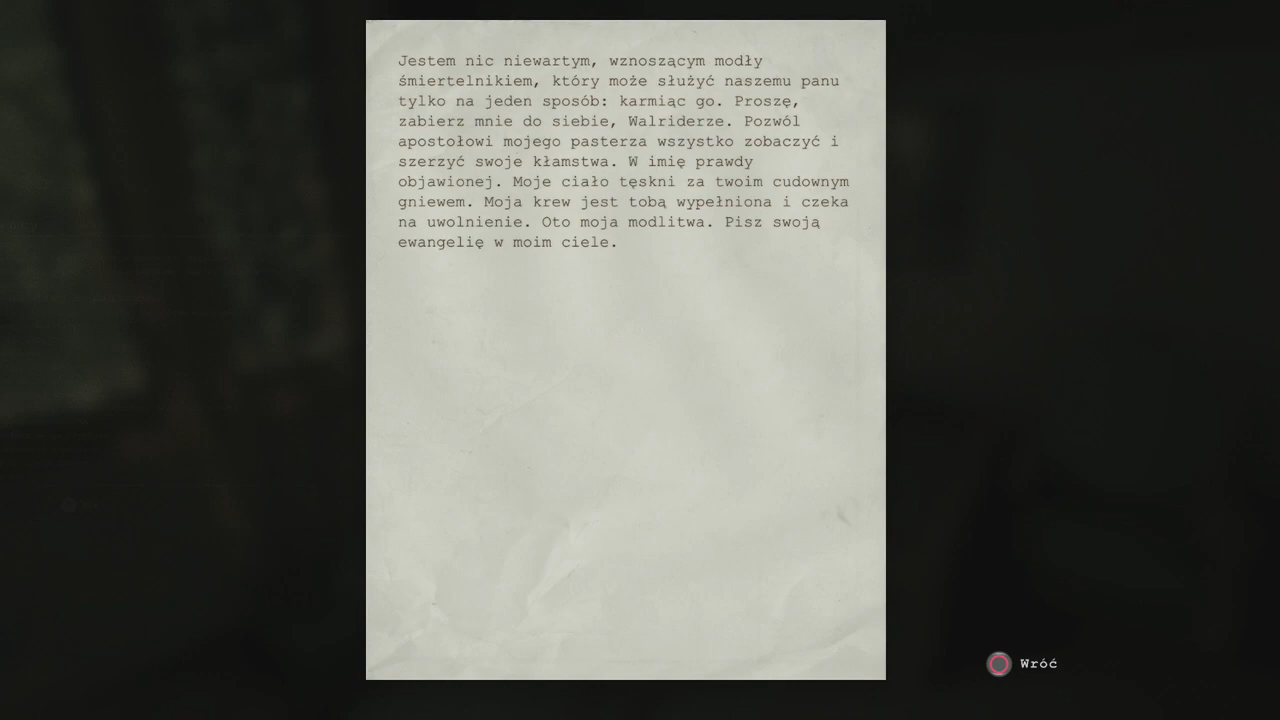 Jestem nic niewartym, wznoszącym modły
śmiertelnikiem, który może służyć naszemu panu
tylko na jeden sposób: karmiąc go. Proszę,
zabierz mnie do siebie, Walriderze. Pozwól
apostołowi mojego pasterza wszystko zobaczyć i
szerzyć swoje kłamstwa. W imię prawdy
objawionej. Moje ciało tęskni za twoim cudownym
gniewem. Moja krew jest tobą wypełniona i czeka
na uwolnienie. Oto moja modlitwa. Pisz swoją
ewangelię w moim ciele.
Wróć